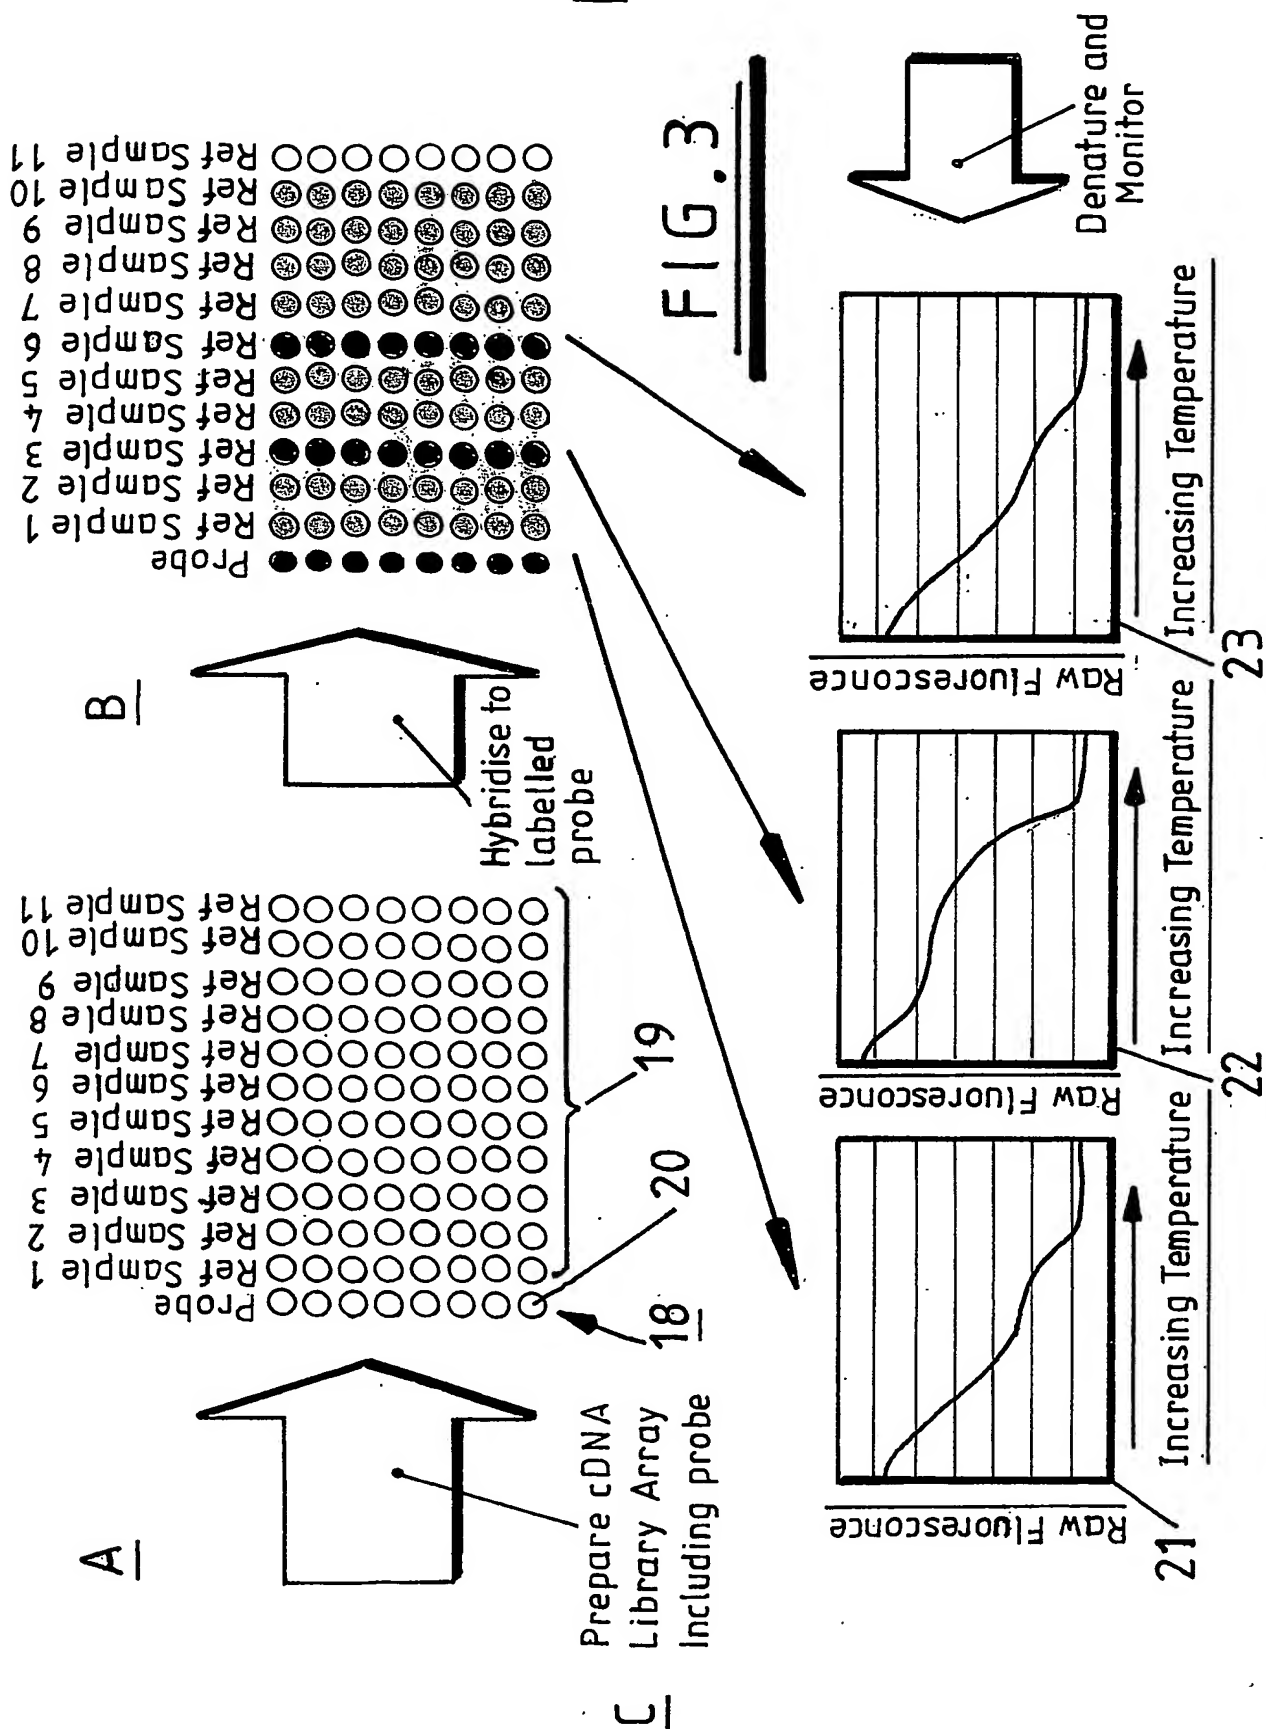 A
Prepare cDNA
Library Array
Including probe
Probe
Ref Sample 1
Ref Sample 2
Ref Sample 3
Ref Sample 4
Ref Sample 5
Ref Sample 6
Ref Sample 7
Ref Sample 8
Ref Sample 9
Ref Sample 10
Ref Sample 11
18
20
19
B
Hybridise to
labelled
probe
Probe
Ref Sample 1
Ref Sample 2
Ref Sample 3
Ref Sample 4
Ref Sample 5
Ref Sample 6
Ref Sample 7
Ref Sample 8
Ref Sample 9
Ref Sample 10
Ref Sample 11
C
Raw Fluoresconce
Increasing Temperature
21
Raw Fluoresconce
Increasing Temperature
22
Raw Fluoresconce
Increasing Temperature
23
Denature and
Monitor
FIG. 3